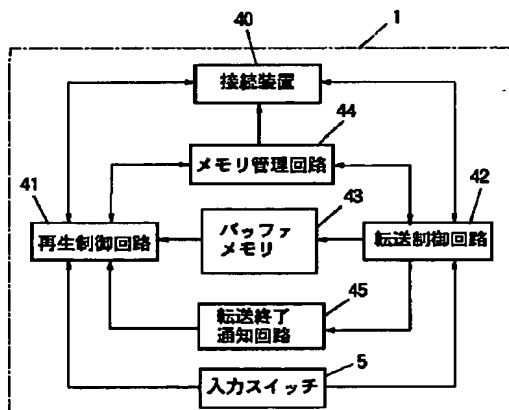 40
1
接続装置
44
メモリ管理回路
41
43
42
再生制御回路
バッファ
メモリ
転送制御回路
45
転送終了
通知回路
5
入力スイッチ